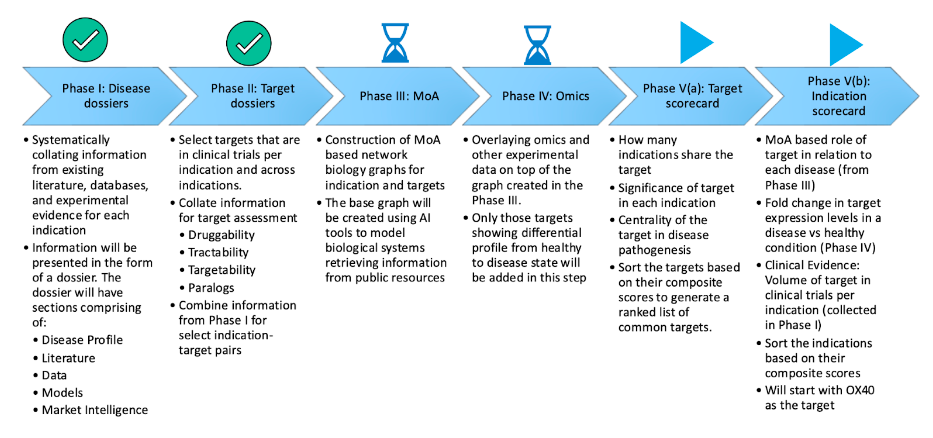 Phase I: Disease
dossiers
Phase II: Target
dossiers
Phase III: MoA
Phase IV: Omics
Phase V(a): Target
scorecard
Phase V(b):
Indication
scorecard
• Systematically
collating information
from existing
literature, databases,
and experimental
evidence for each
indication
• Information will be
presented in the form
of a dossier. The
dossier will have
sections comprising
of:
• Disease Profile
• Literature
• Data
• Models
• Market Intelligence
• Select targets that are
in clinical trials per
indication and across
indications.
• Collate information
for target assessment
• Druggability
• Tractability
• Targetability
• Paralogs
• Combine information
from Phase I for
select indication-
target pairs
• Construction of MoA
based network
biology graphs for
indication and targets
• The base graph will
be created using AI
tools to model
biological systems
retrieving information
from public resources
• Overlaying omics and
other experimental
data on top of the
graph created in the
Phase III.
• Only those targets
showing differential
profile from healthy
to disease state will
be added in this step
• How many
indications share the
target
• Significance of target
in each indication
• Centrality of the
target in disease
pathogenesis
• Sort the targets based
on their composite
scores to generate a
ranked list of
common targets.
• MoA based role of
target in relation to
each disease (from
Phase III)
• Fold change in target
expression levels in a
disease vs healthy
condition (Phase IV)
• Clinical Evidence:
Volume of target in
clinical trials per
indication (collected
in Phase I)
• Sort the indications
based on their
composite scores
• Will start with OX40
as the target